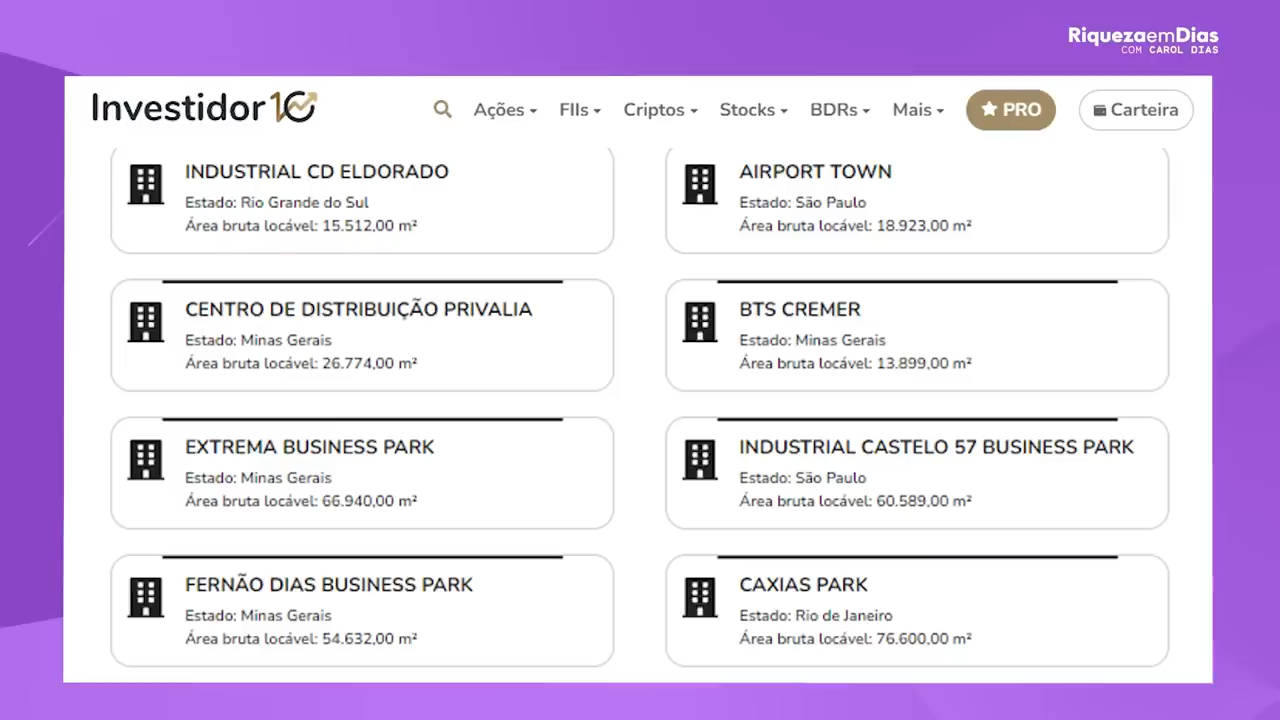 RiquezaemDias
COM CAROL DIAS
Investidor10
Ações
FIIs
Criptos
Stocks
BDRs
Mais
PRO
Carteira
INDUSTRIAL CD ELDORADO
Estado: Rio Grande do Sul
Área bruta locável: 15.512,00 m²
AIRPORT TOWN
Estado: São Paulo
Área bruta locável: 18.923,00 m²
CENTRO DE DISTRIBUIÇÃO PRIVALIA
Estado: Minas Gerais
Área bruta locável: 26.774,00 m²
BTS CREMER
Estado: Minas Gerais
Área bruta locável: 13.899,00 m²
EXTREMA BUSINESS PARK
Estado: Minas Gerais
Área bruta locável: 66.940,00 m²
INDUSTRIAL CASTELO 57 BUSINESS PARK
Estado: São Paulo
Área bruta locável: 60.589,00 m²
FERNÃO DIAS BUSINESS PARK
Estado: Minas Gerais
Área bruta locável: 54.632,00 m²
CAXIAS PARK
Estado: Rio de Janeiro
Área bruta locável: 76.600,00 m²